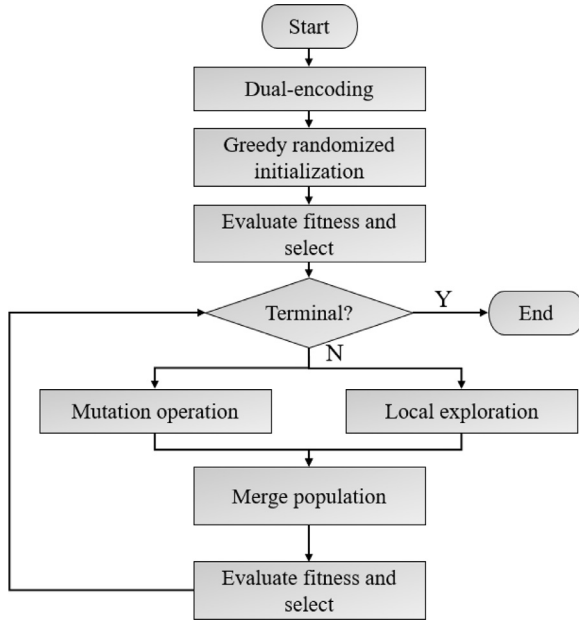 Start
Dual-encoding
Greedy randomized
initialization
Evaluate fitness and
select
Terminal?
Y
End
N
Mutation operation
Local exploration
Merge population
Evaluate fitness and
select